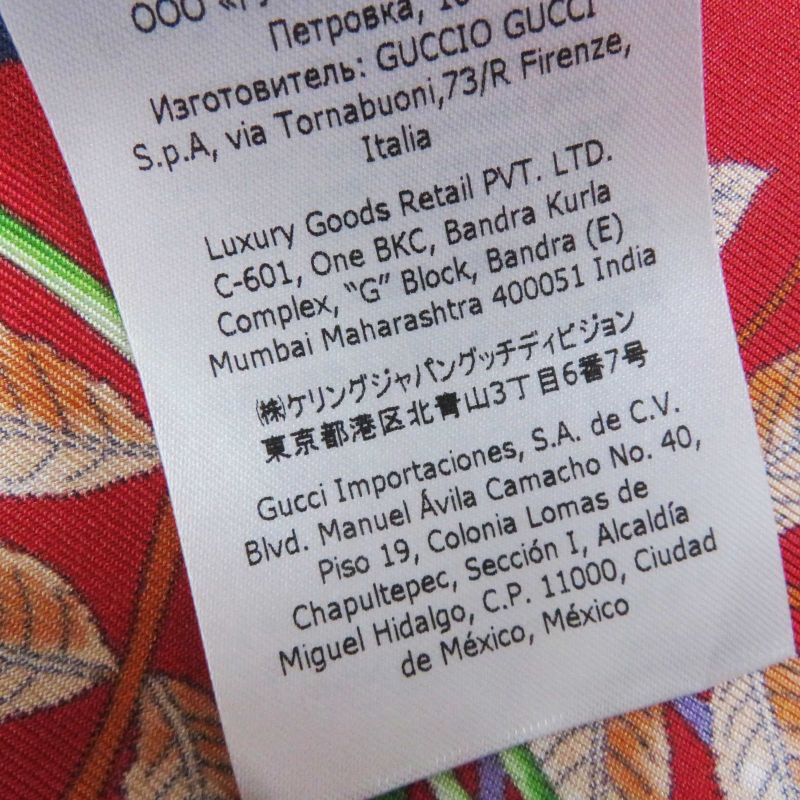 ООО
Петровка,
Изготовитель: GUCCIO GUCCI
S.p.A, via Tornabuoni,73/R Firenze,
Italia
Luxury Goods Retail PVT. LTD.
C-601, One BKC, Bandra Kurla
Complex, “G” Block, Bandra (E)
Mumbai Maharashtra 400051 India
㈱ケリングジャパングッチディビジョン
東京都港区北青山3丁目6番7号
Gucci Importaciones, S.A. de C.V.
Blvd. Manuel Ávila Camacho No. 40,
Piso 19, Colonia Lomas de
Chapultepec, Sección I, Alcaldía
Miguel Hidalgo, C.P. 11000, Ciudad
de México, México